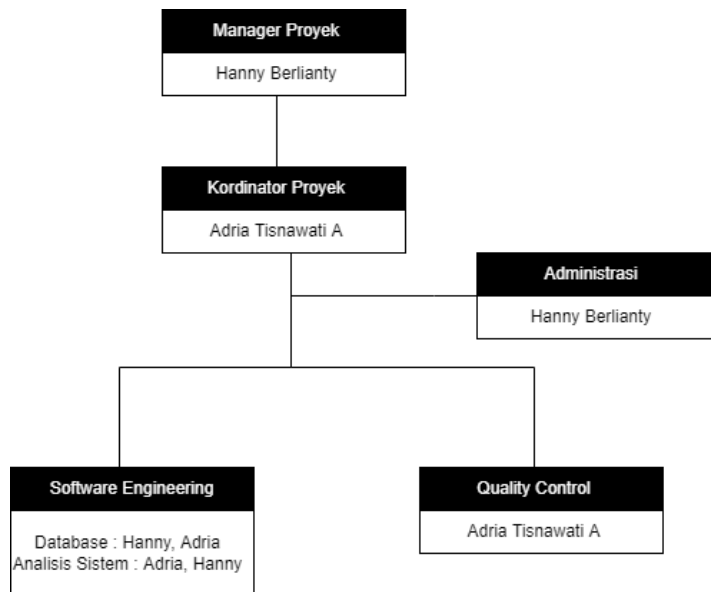 Manager Proyek
Hanny Berlianty
Kordinator Proyek
Adria Tisnawati A
Administrasi
Hanny Berlianty
Software Engineering
Database : Hanny, Adria
Analisis Sistem : Adria, Hanny
Quality Control
Adria Tisnawati A